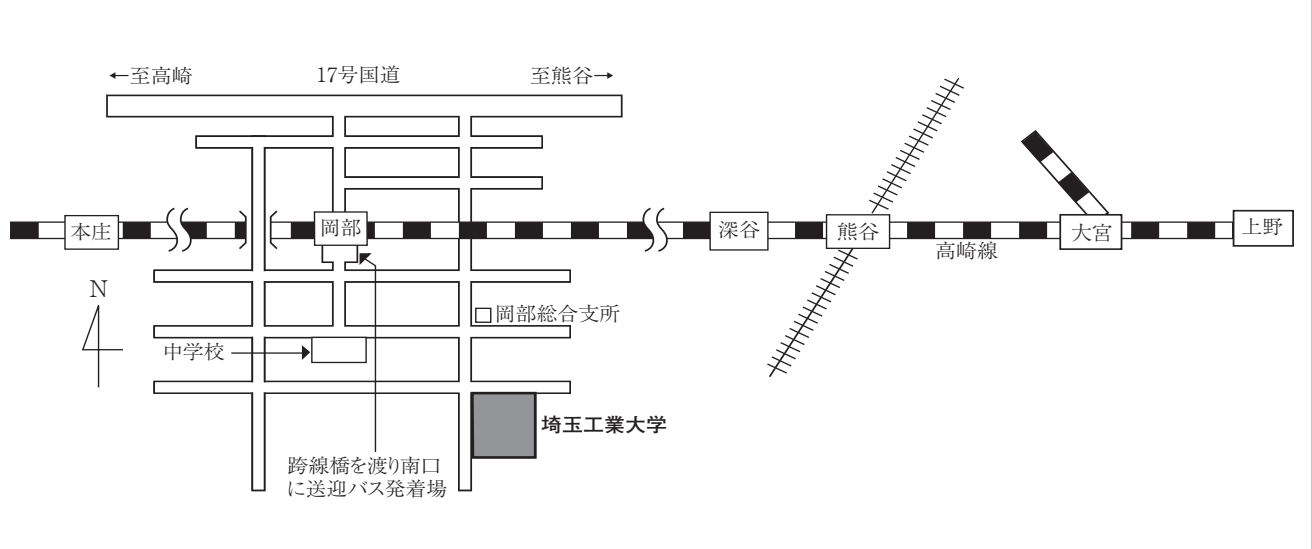 ←至高崎
17号国道
至熊谷→
本庄
岡部
深谷
熊谷
大宮
上野
高崎線
N
岡部総合支所
中学校
埼玉工業大学
跨線橋を渡り南口
に送迎バス発着場